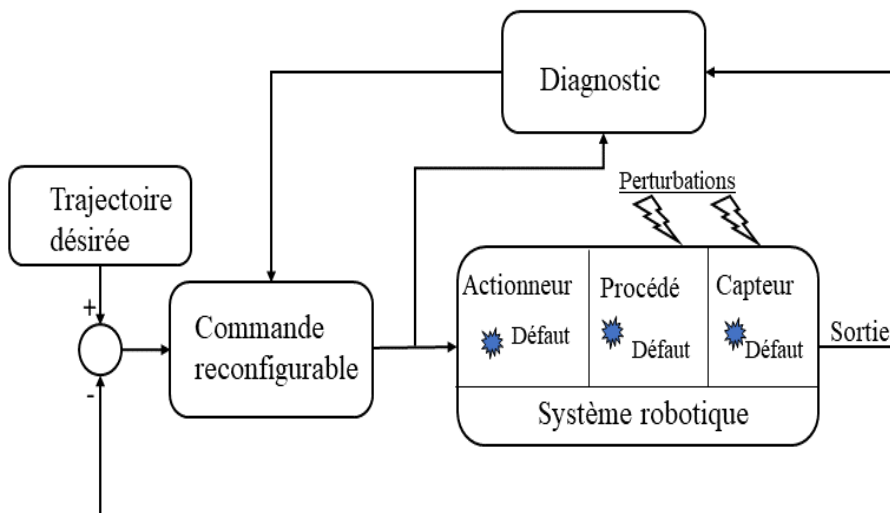 Diagnostic
Perturbations
Trajectoire
désirée
+
-
Commande
reconfigurable
Actionneur
Défaut
Procédé
Défaut
Capteur
Défaut
Sortie
Système robotique